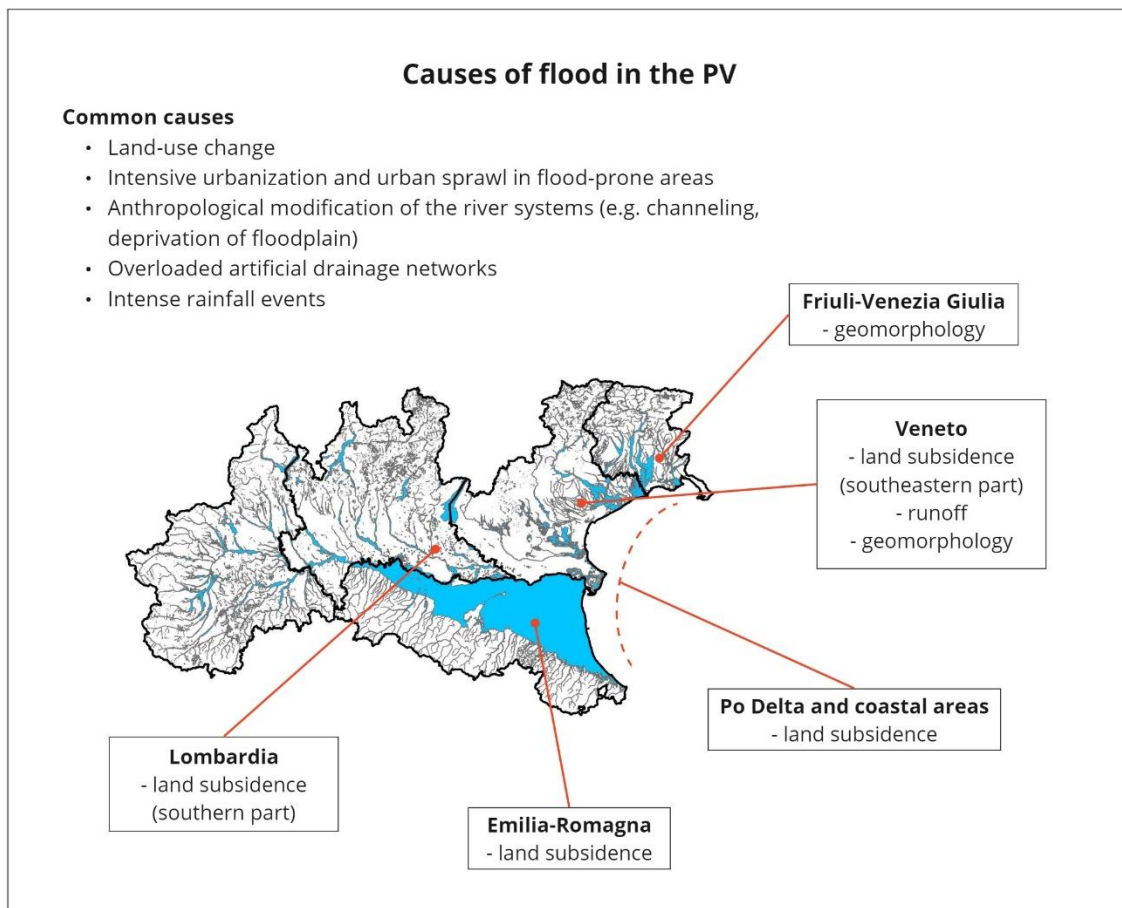 Causes of flood in the PV
Common causes
• Land-use change
• Intensive urbanization and urban sprawl in flood-prone areas
• Anthropological modification of the river systems (e.g. channeling,
deprivation of floodplain)
• Overloaded artificial drainage networks
• Intense rainfall events
Friuli-Venezia Giulia
- geomorphology
Veneto
- land subsidence
(southeastern part)
- runoff
- geomorphology
Po Delta and coastal areas
- land subsidence
Lombardia
- land subsidence
(southern part)
Emilia-Romagna
- land subsidence